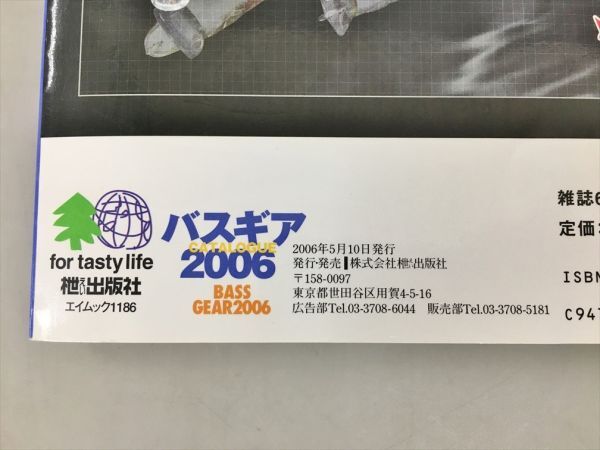 for tasty life
枻出版社
エイムック1186
バスギア
CATALOGUE
2006
BASS
GEAR2006
2006年5月10日発行
発行・発売 株式会社枻出版社
〒158-0097
東京都世田谷区用賀4-5-16
広告部Tel.03-3708-6044 販売部Tel.03-3708-5181
雑誌6
定価
ISBN
C947